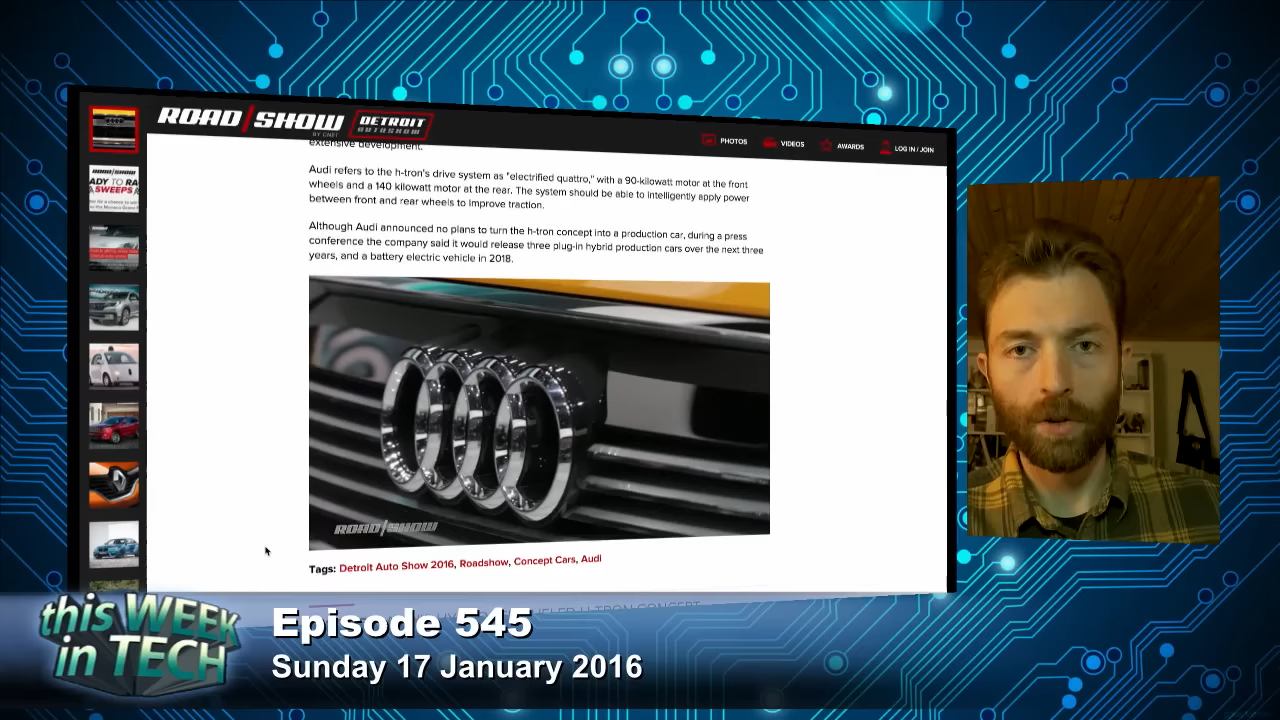 ROAD/SHOW
BY CNET
DETROIT
AUTOSHOW
PHOTOS
VIDEOS
AWARDS
LOG IN / JOIN
extensive development.
Audi refers to the h-tron's drive system as "electrified quattro," with a 90-kilowatt motor at the front
wheels and a 140 kilowatt motor at the rear. The system should be able to intelligently apply power
between front and rear wheels to improve traction.
Although Audi announced no plans to turn the h-tron concept into a production car, during a press
conference the company said it would release three plug-in hybrid production cars over the next three
years, and a battery electric vehicle in 2018.
ROAD/SHOW
Tags: Detroit Auto Show 2016, Roadshow, Concept Cars, Audi
H-TRON CONCEPT
this WEEK
in TECH
Episode 545
Sunday 17 January 2016